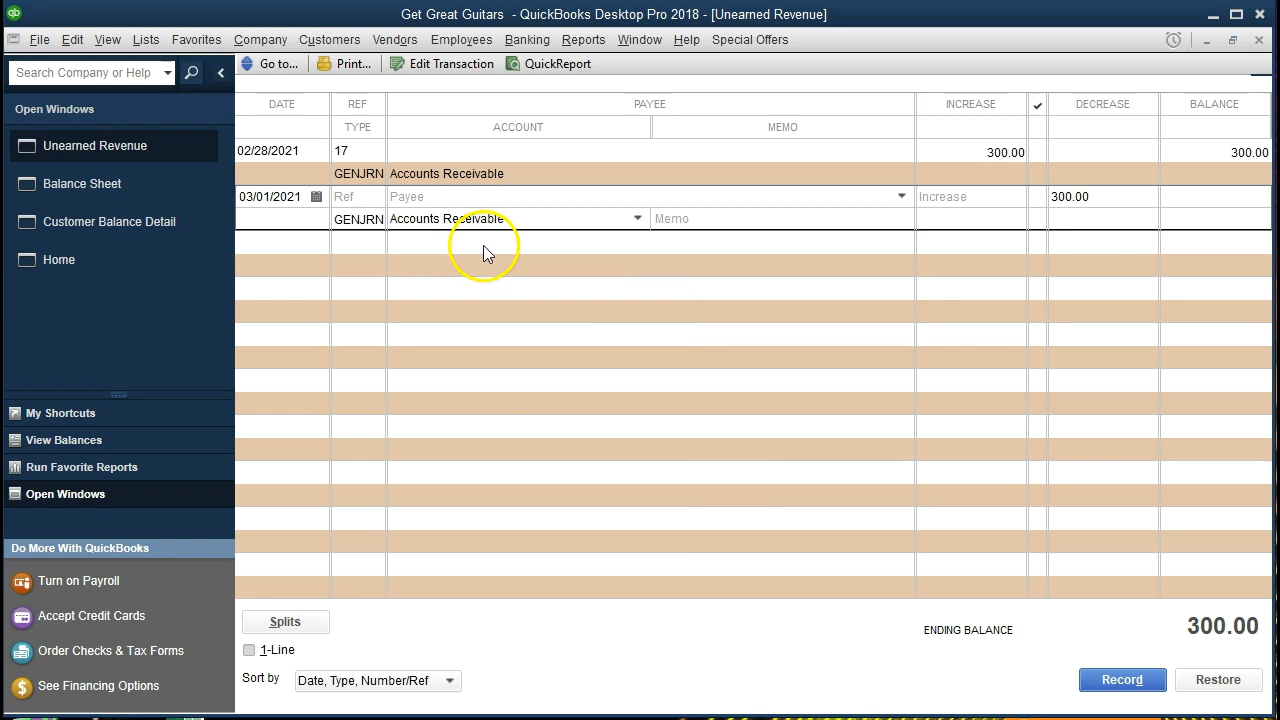 qb
Get Great Guitars - QuickBooks Desktop Pro 2018 - [Unearned Revenue]
File Edit View Lists Favorites Company Customers Vendors Employees Banking Reports Window Help Special Offers
Search Company or Help
Go to... Print... Edit Transaction QuickReport
Open Windows
Unearned Revenue
Balance Sheet
Customer Balance Detail
Home
My Shortcuts
View Balances
Run Favorite Reports
Open Windows
Do More With QuickBooks
Turn on Payroll
Accept Credit Cards
Order Checks & Tax Forms
See Financing Options
DATE REF PAYEE INCREASE ✓ DECREASE BALANCE
TYPE ACCOUNT MEMO
02/28/2021 17 300.00 300.00
GENJRN Accounts Receivable
03/01/2021 Ref Payee Increase 300.00
GENJRN Accounts Receivable Memo
Splits
ENDING BALANCE 300.00
1-Line
Sort by Date, Type, Number/Ref
Record Restore